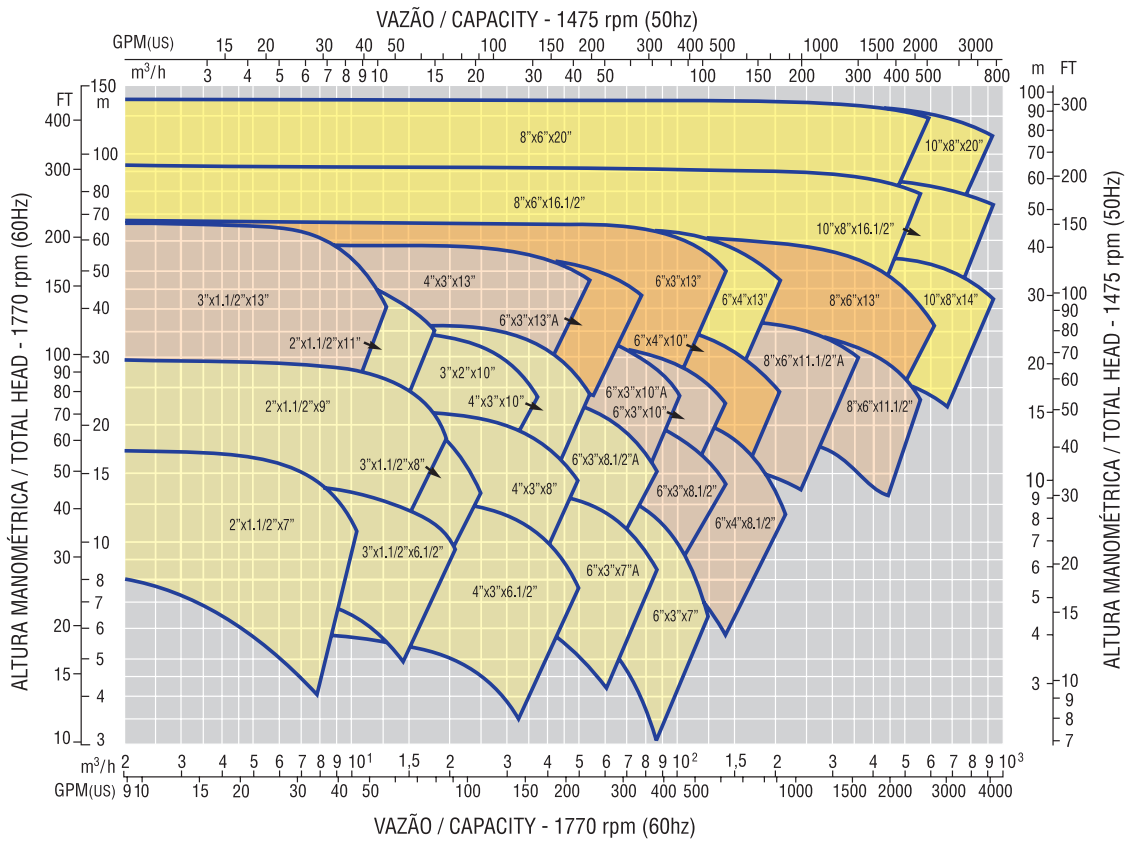 VAZÃO / CAPACITY - 1475 rpm (50hz)
GPM(US) 15 20 30 40 50 100 150 200 300 400 500 1000 1500 2000 3000
m³/h 3 4 5 6 7 8 9 10 15 20 30 40 50 100 150 200 300 400 500 800
FT m
150
400
100
300
80
70
200 60
50
150
40
100 30
90
80
70 20
60
50 15
40
10
30
8
7
20 6
5
15
4
10 3
ALTURA MANOMÉTRICA / TOTAL HEAD - 1770 rpm (60Hz)
8"x6"x20"
10"x8"x20"
8"x6"x16.1/2"
10"x8"x16.1/2"
3"x1.1/2"x13"
4"x3"x13"
6"x3"x13"
6"x4"x13"
8"x6"x13"
10"x8"x14"
6"x3"x13"A
2"x1.1/2"x11"
6"x4"x10"
8"x6"x11.1/2"A
3"x2"x10"
4"x3"x10"
6"x3"x10"A
6"x3"x10"
8"x6"x11.1/2"
2"x1.1/2"x9"
3"x1.1/2"x8"
6"x3"x8.1/2"A
4"x3"x8"
6"x3"x8.1/2"
6"x4"x8.1/2"
2"x1.1/2"x7"
3"x1.1/2"x6.1/2"
4"x3"x6.1/2"
6"x3"x7"A
6"x3"x7"
m FT
100
90 300
80
70
60 200
50
150
40
30 100
90
80
20 70
60
15 50
40
10
9 30
8
7
6 20
5
15
4
3 10
9
8
7
ALTURA MANOMÉTRICA / TOTAL HEAD - 1475 rpm (50Hz)
m³/h 2 3 4 5 6 7 8 9 10¹ 1,5 2 3 4 5 6 7 8 9 10² 1,5 2 3 4 5 6 7 8 9 10³
GPM(US) 9 10 15 20 30 40 50 100 150 200 300 400 500 1000 1500 2000 3000 4000
VAZÃO / CAPACITY - 1770 rpm (60hz)